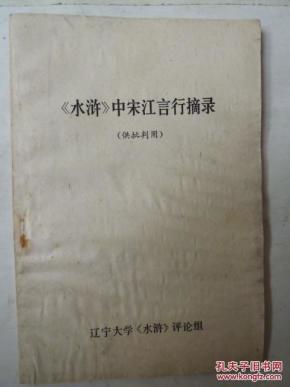 《水浒》中宋江言行摘录
(供批判用)
辽宁大学《水浒》评论组
孔夫子旧书网